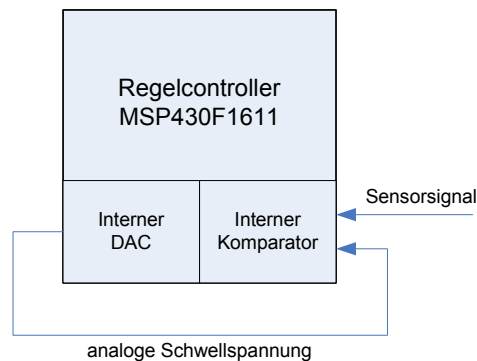 Regelcontroller
MSP430F1611
Interner
DAC
Interner
Komparator
Sensorsignal
analoge Schwellspannung